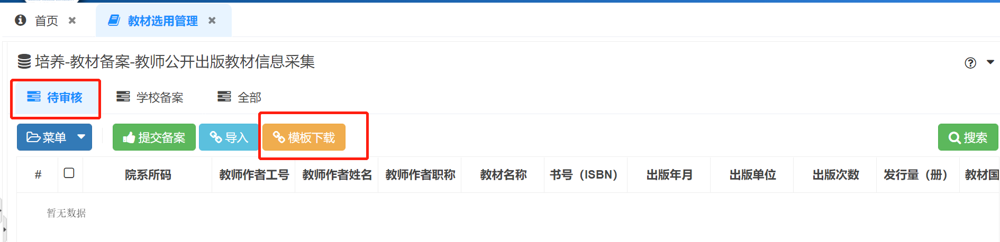 首页 教材选用管理
培养-教材备案-教师公开出版教材信息采集
待审核 学校备案 全部
菜单 提交备案 导入 模板下载 搜索
# 院系所码 教师作者工号 教师作者姓名 教师作者职称 教材名称 书号（ISBN） 出版年月 出版单位 出版次数 发行量（册） 教材国
暂无数据